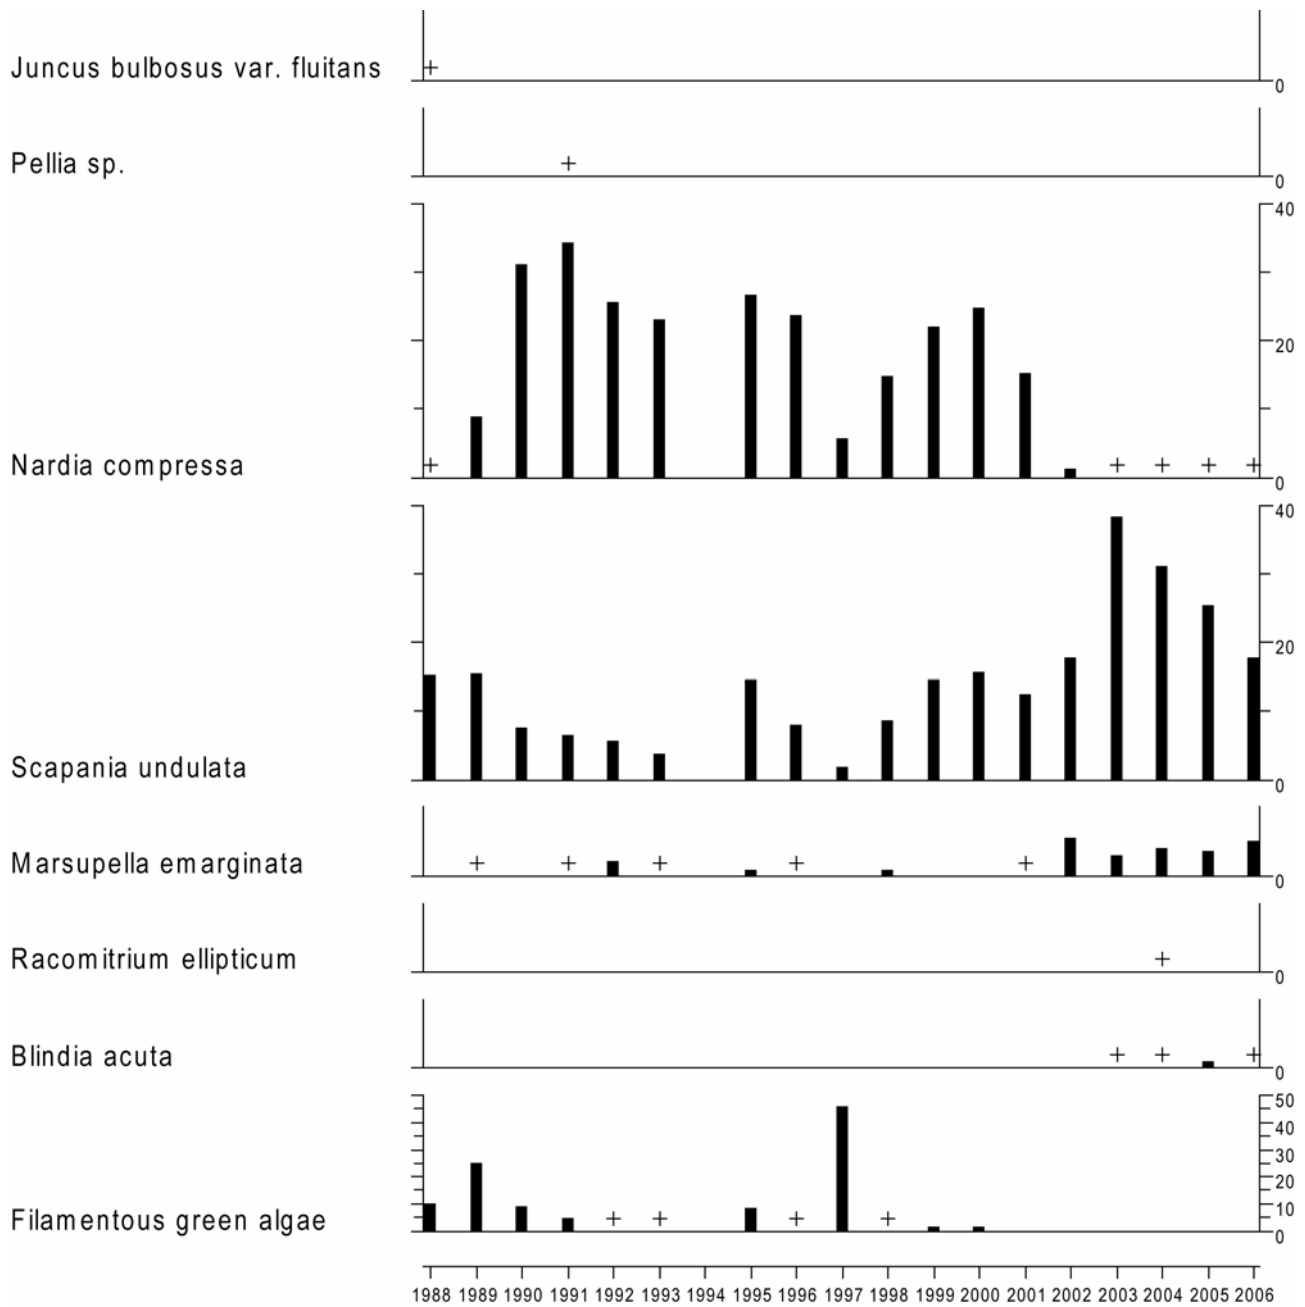 Juncus bulbosus var. fluitans
+
0
Pellia sp.
+
0
40
20
Nardia compressa
+ + + + +
0
40
20
Scapania undulata
0
Marsupella emarginata
+ + + + +
0
Racomitrium ellipticum
+
0
Blindia acuta
+ + +
0
50
40
30
20
10
Filamentous green algae
+ + + +
0
1988 1989 1990 1991 1992 1993 1994 1995 1996 1997 1998 1999 2000 2001 2002 2003 2004 2005 2006